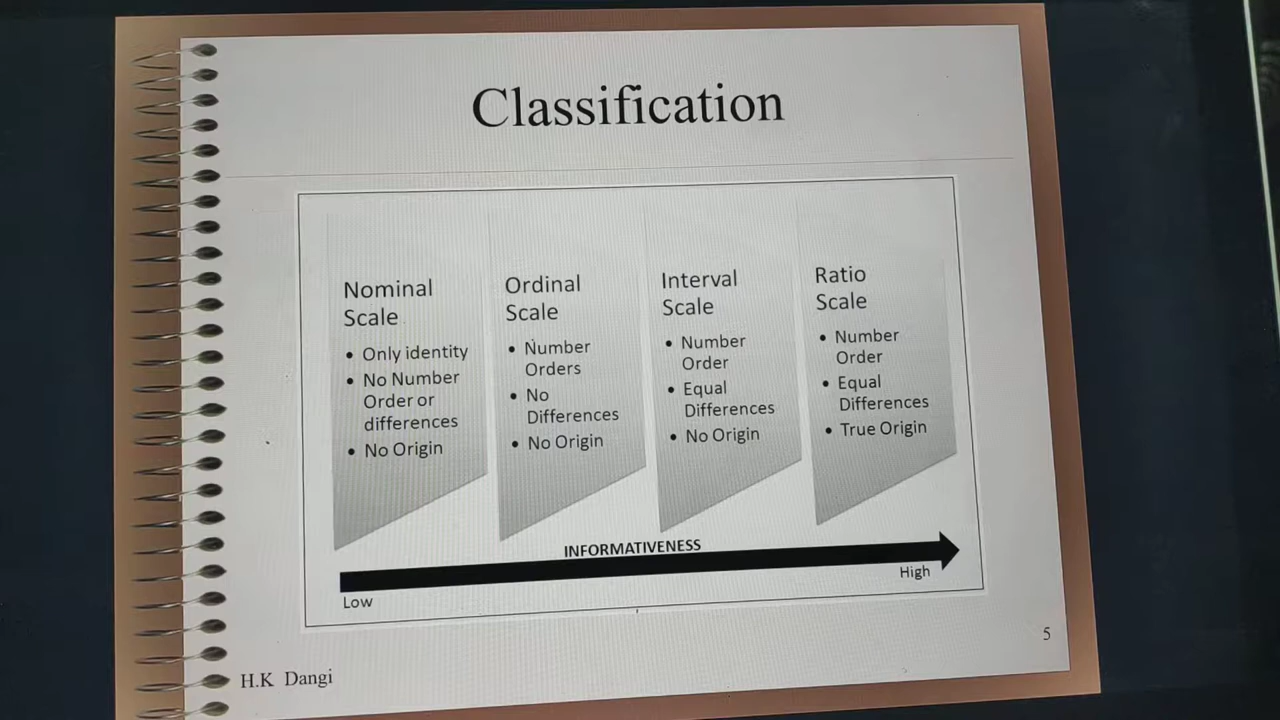 Classification
Nominal
Scale
• Only identity
• No Number
Order or
differences
• No Origin
Ordinal
Scale
• Number
Orders
• No
Differences
• No Origin
Interval
Scale
• Number
Order
• Equal
Differences
• No Origin
Ratio
Scale
• Number
Order
• Equal
Differences
• True Origin
INFORMATIVENESS
Low
High
5
H.K Dangi